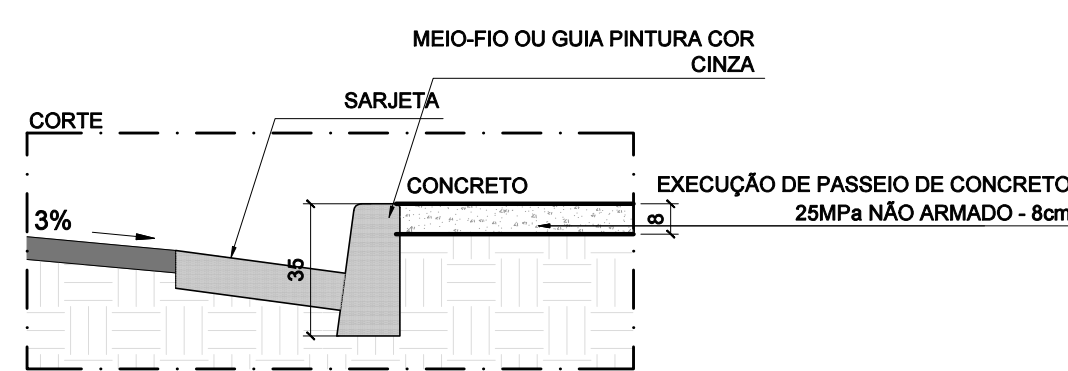 MEIO-FIO OU GUIA PINTURA COR
CINZA
SARJETA
CORTE
CONCRETO
EXECUÇÃO DE PASSEIO DE CONCRETO
25MPa NÃO ARMADO - 8cm
3%
8
35